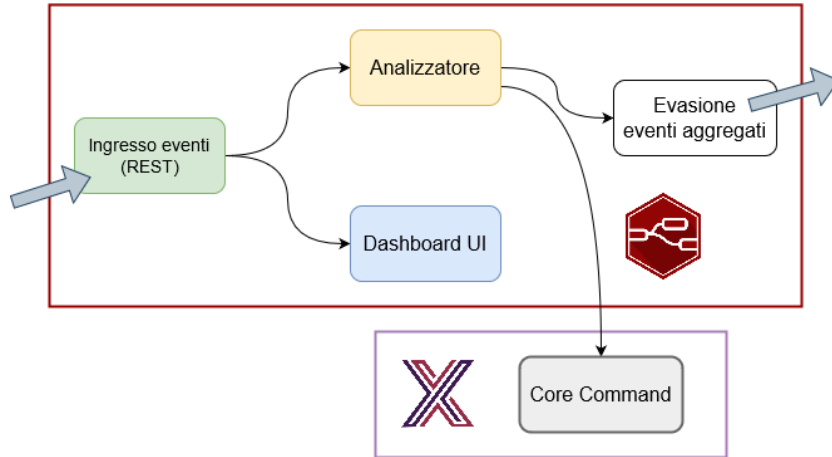 Analizzatore
Evasione
eventi aggregati
Ingresso eventi
(REST)
Dashboard UI
Core Command